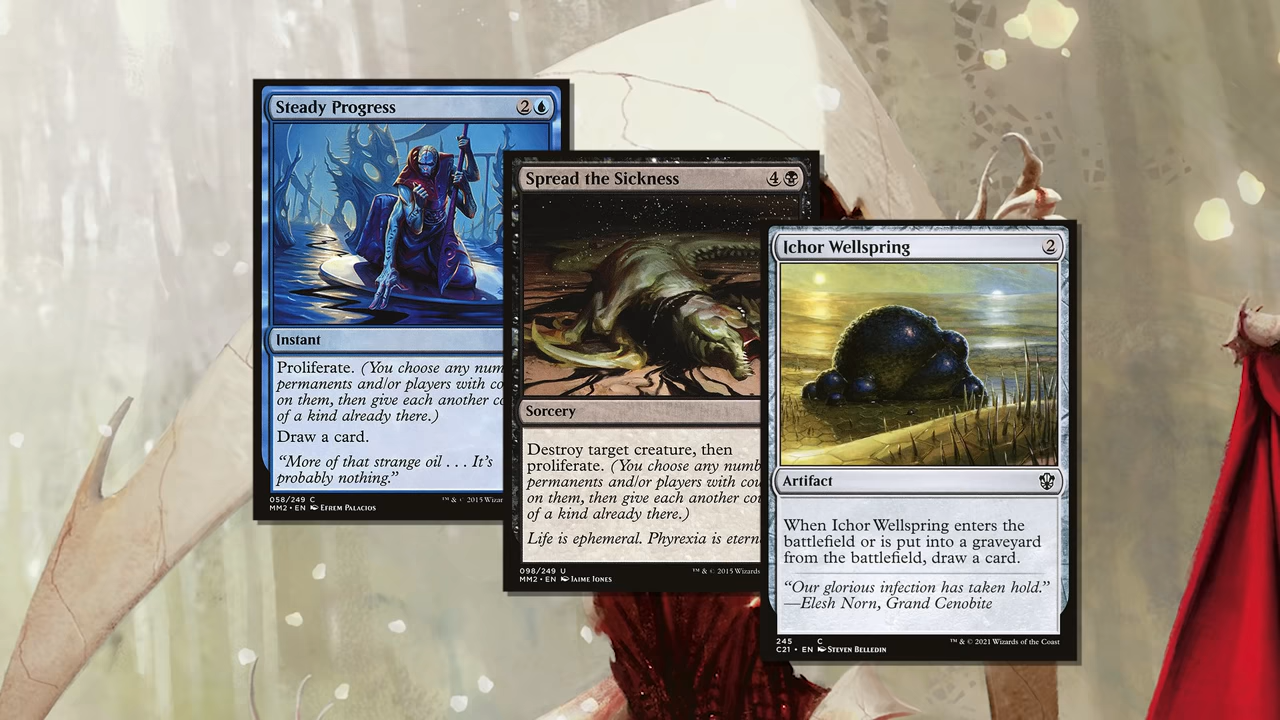 Steady Progress 2
Instant
Proliferate. (You choose any num
permanents and/or players with co
on them, then give each another co
of a kind already there.)
Draw a card.
“More of that strange oil . . . It’s
probably nothing.”
058/249 C
MM2 • EN EFREM PALACIOS
™ & © 2015 Wizar
Spread the Sickness 4
Sorcery
Destroy target creature, then
proliferate. (You choose any numb
permanents and/or players with cou
on them, then give each another cou
of a kind already there.)
Life is ephemeral. Phyrexia is etern
098/249 U
MM2 • EN JAIME JONES
™ & © 2015 Wizards
Ichor Wellspring 2
Artifact
When Ichor Wellspring enters the
battlefield or is put into a graveyard
from the battlefield, draw a card.
“Our glorious infection has taken hold.”
—Elesh Norn, Grand Cenobite
245 C
C21 • EN STEVEN BELLEDIN
™ & © 2021 Wizards of the Coast